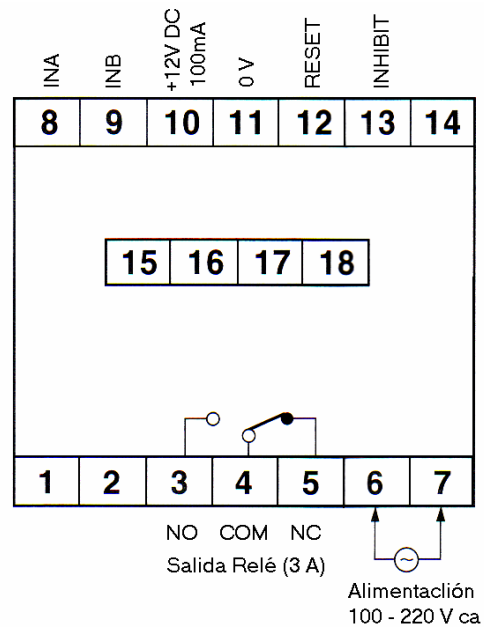 INA
INB
+12V DC
100mA
0 V
RESET
INHIBIT
8 9 10 11 12 13 14
15 16 17 18
1 2 3 4 5 6 7
NO COM NC
Salida Relé (3 A)
Alimentaclión
100 - 220 V ca